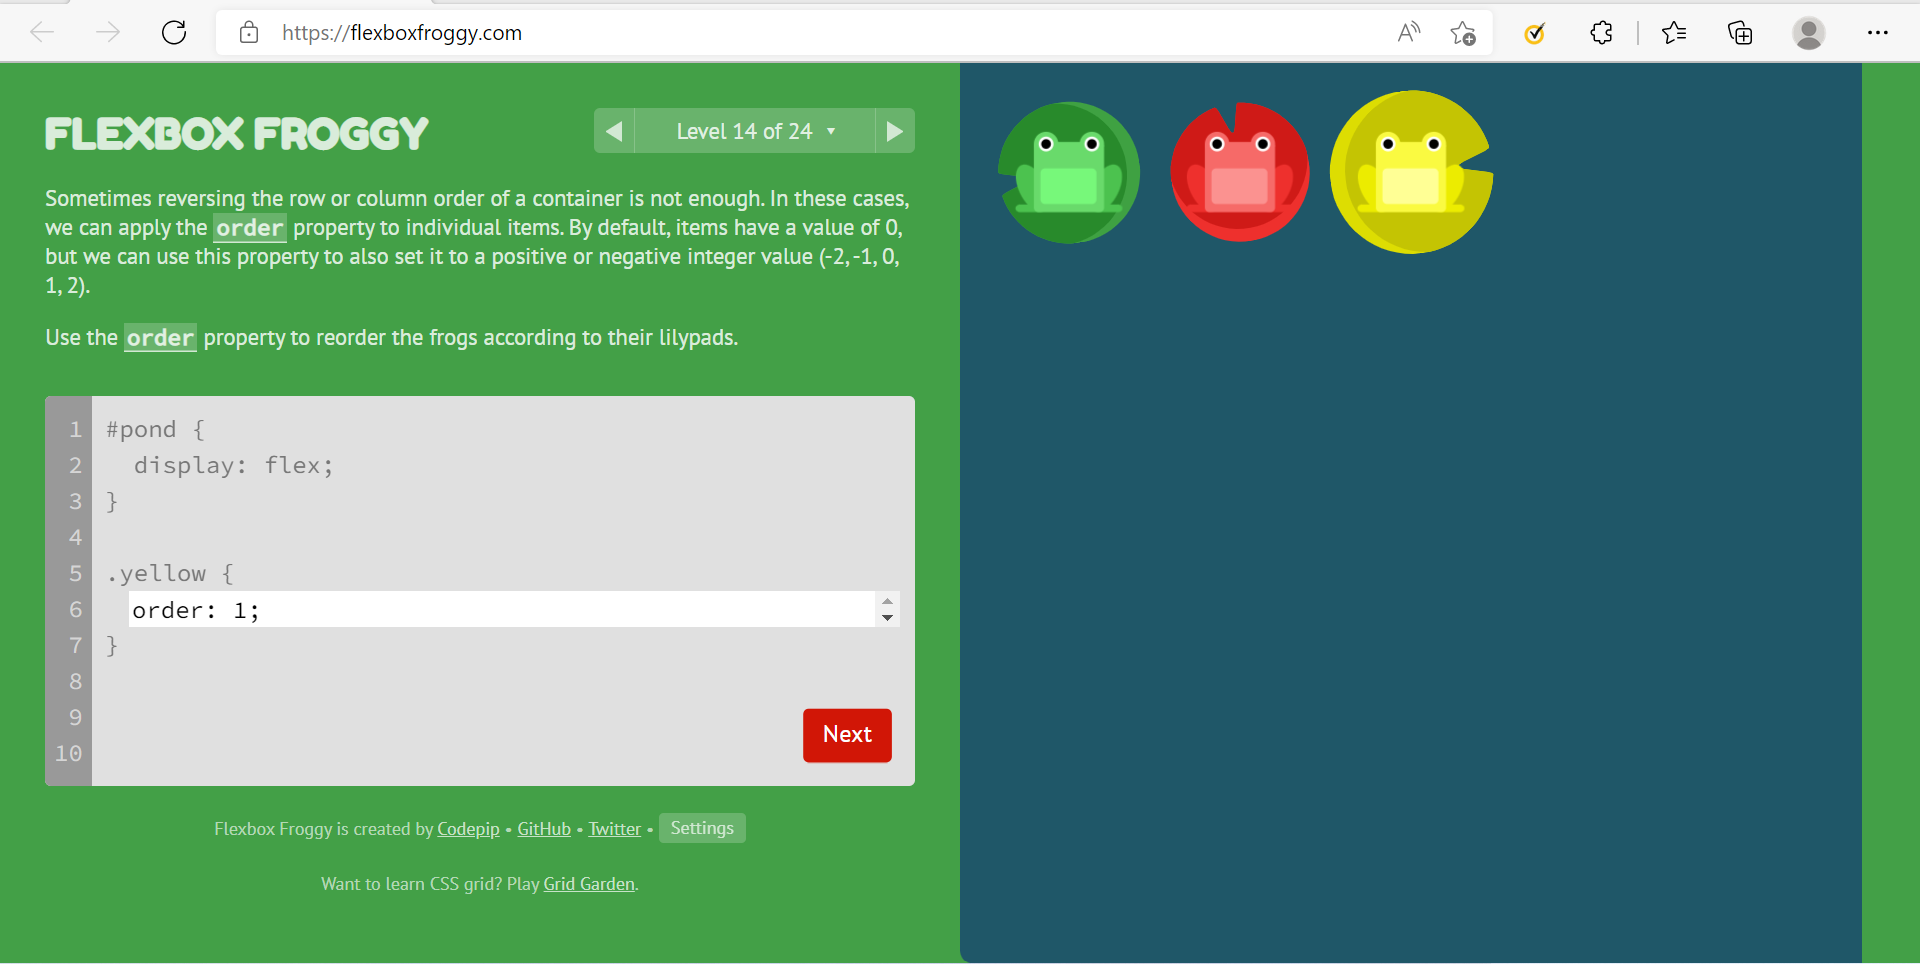 https://flexboxfroggy.com
FLEXBOX FROGGY
Level 14 of 24
Sometimes reversing the row or column order of a container is not enough. In these cases,
we can apply the order property to individual items. By default, items have a value of 0,
but we can use this property to also set it to a positive or negative integer value (-2, -1, 0,
1, 2).
Use the order property to reorder the frogs according to their lilypads.
1 #pond {
2 display: flex;
3 }
4
5 .yellow {
6 order: 1;
7 }
8
9
10
Next
Flexbox Froggy is created by Codepip • GitHub • Twitter • Settings
Want to learn CSS grid? Play Grid Garden.